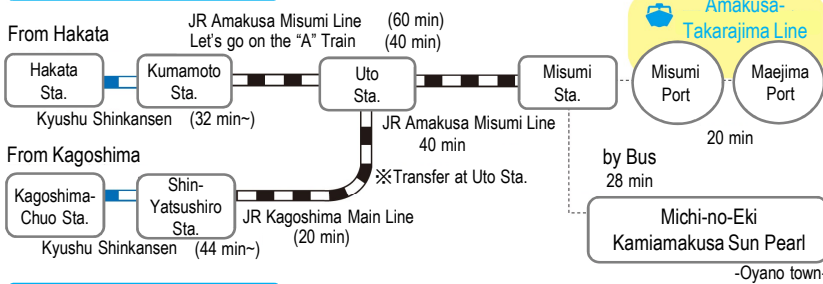 Amakusa-
Takarajima Line
JR Amakusa Misumi Line (60 min)
Let's go on the “A” Train (40 min)
From Hakata
Hakata
Sta.
Kumamoto
Sta.
Uto
Sta.
Misumi
Sta.
Misumi
Port
Maejima
Port
Kyushu Shinkansen (32 min~)
JR Amakusa Misumi Line
40 min
20 min
From Kagoshima
by Bus
28 min
※Transfer at Uto Sta.
Kagoshima-
Chuo Sta.
Shin-
Yatsushiro
Sta.
JR Kagoshima Main Line
(20 min)
Kyushu Shinkansen (44 min~)
Michi-no-Eki
Kamiamakusa Sun Pearl
-Oyano town-